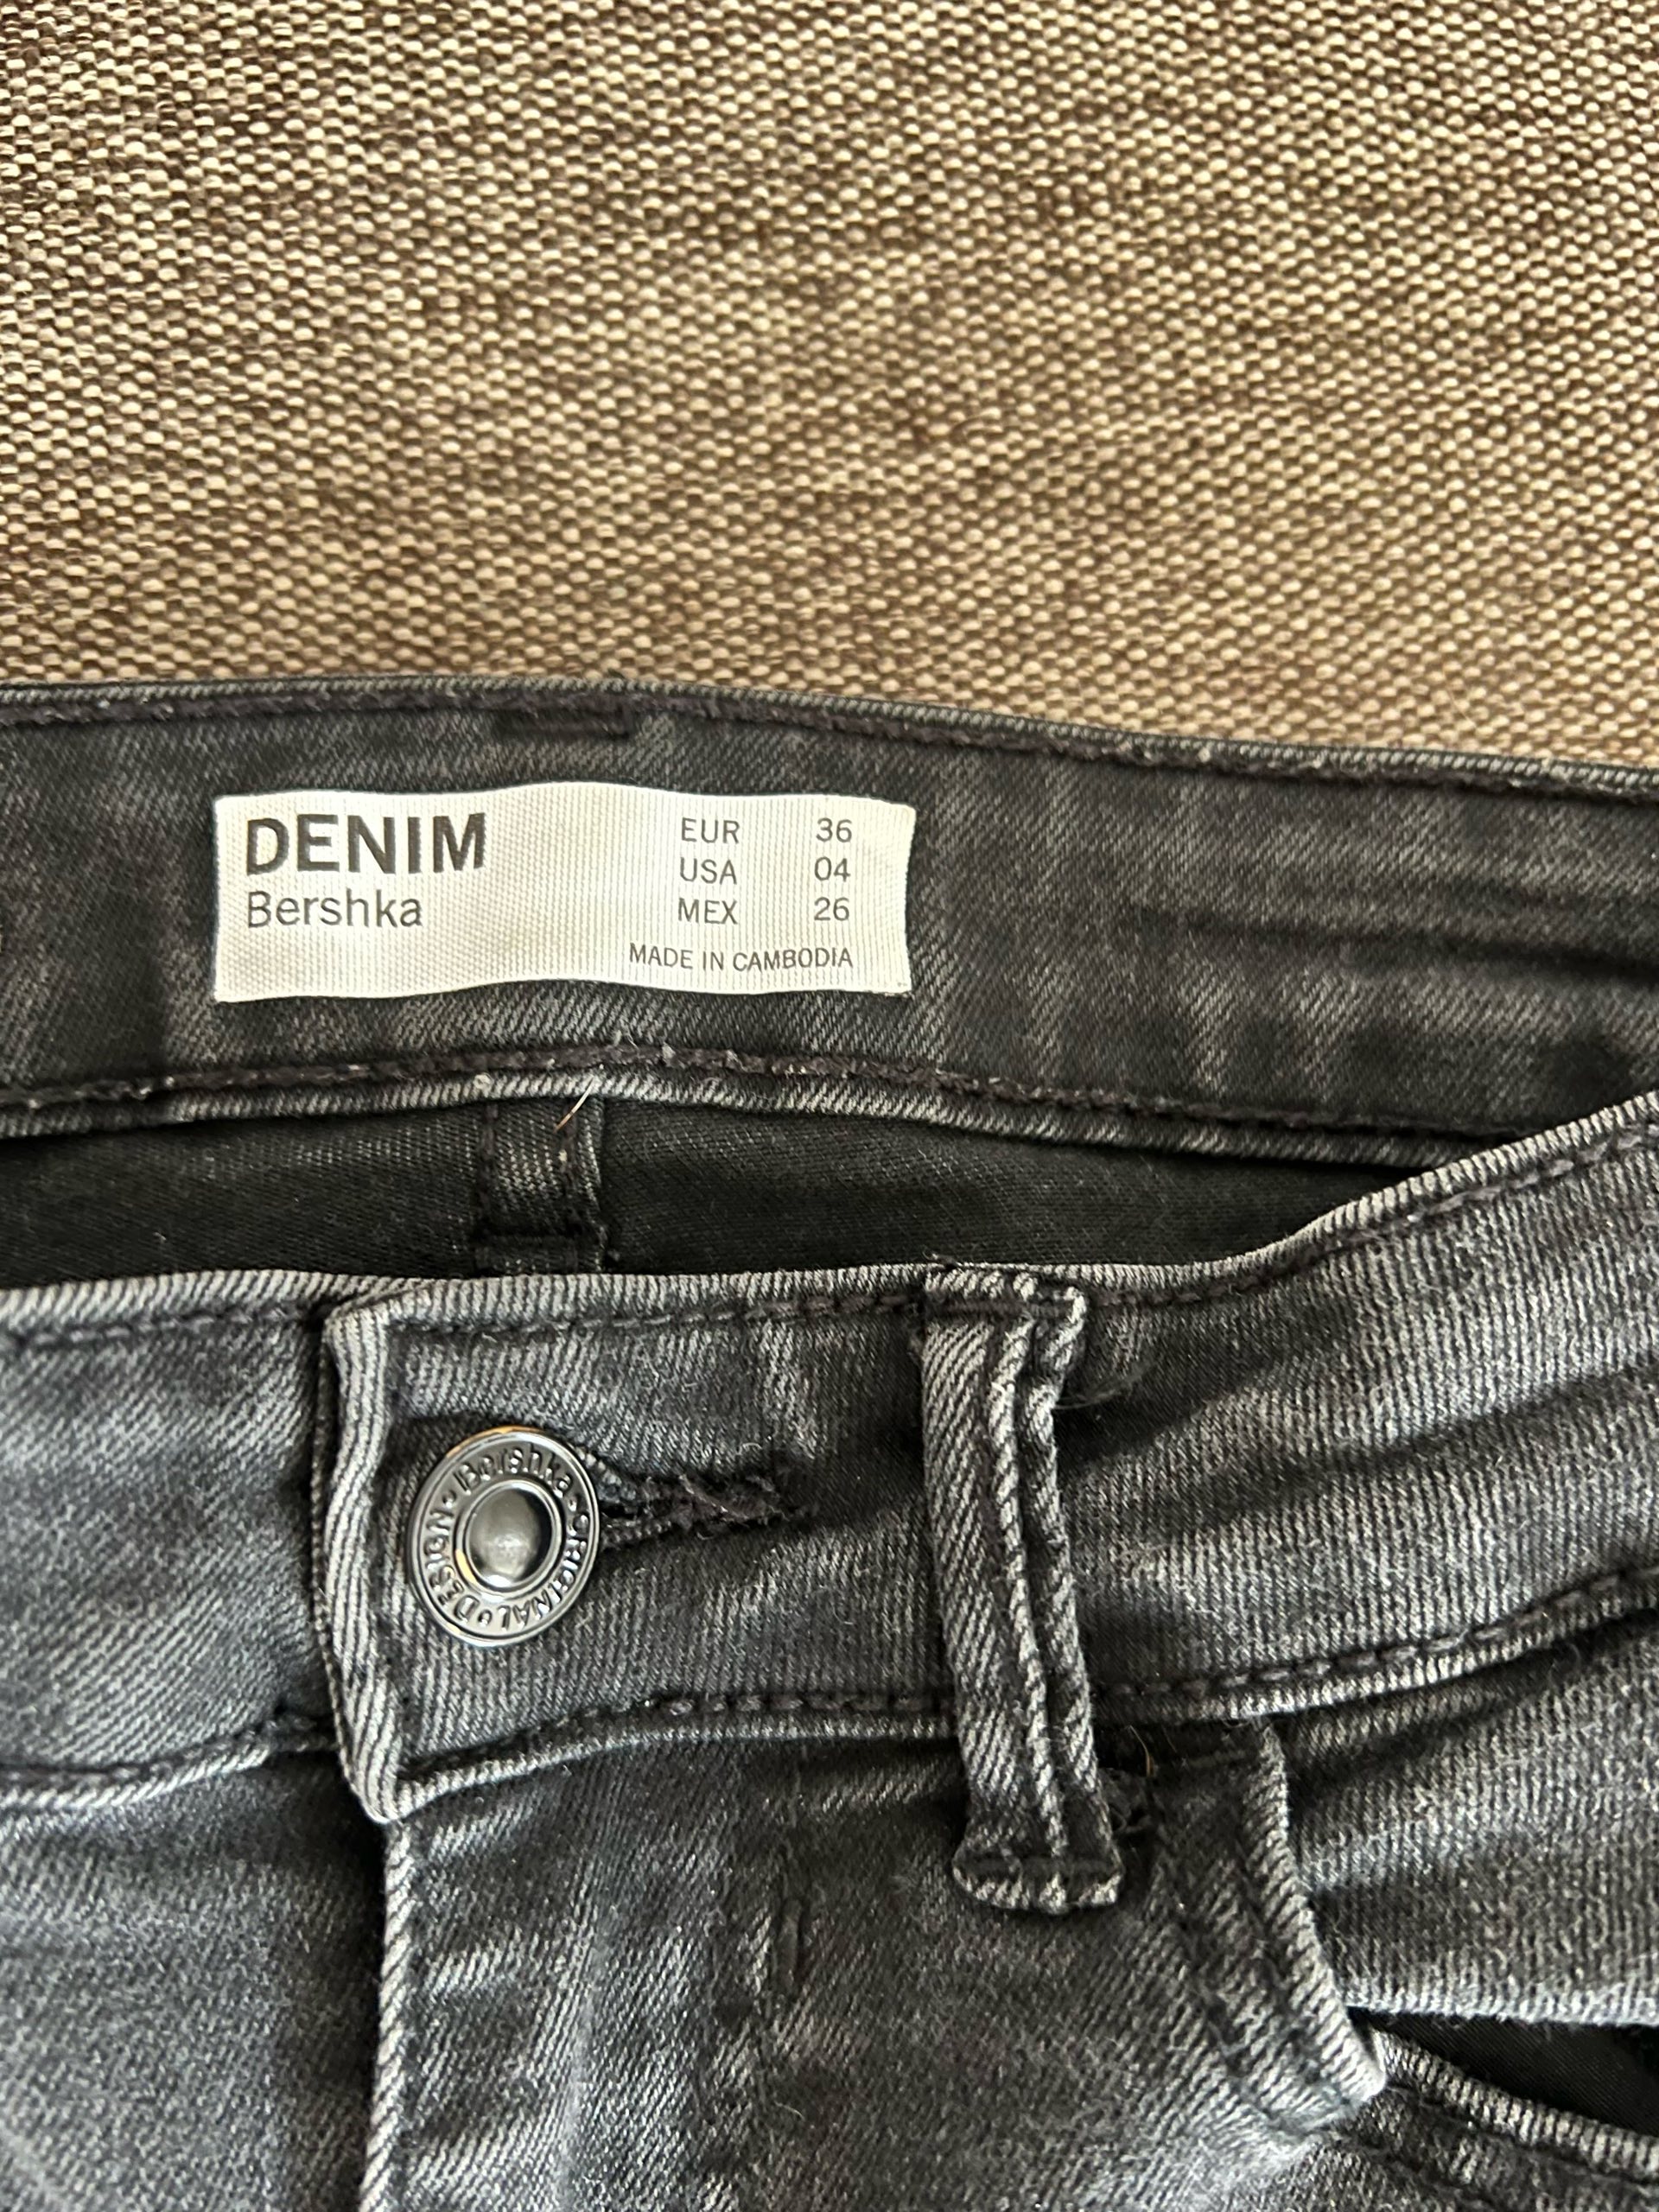 DENIM
Bershka
EUR 36
USA 04
MEX 26
MADE IN CAMBODIA
Bershka • ORIGINAL • DESIGN •